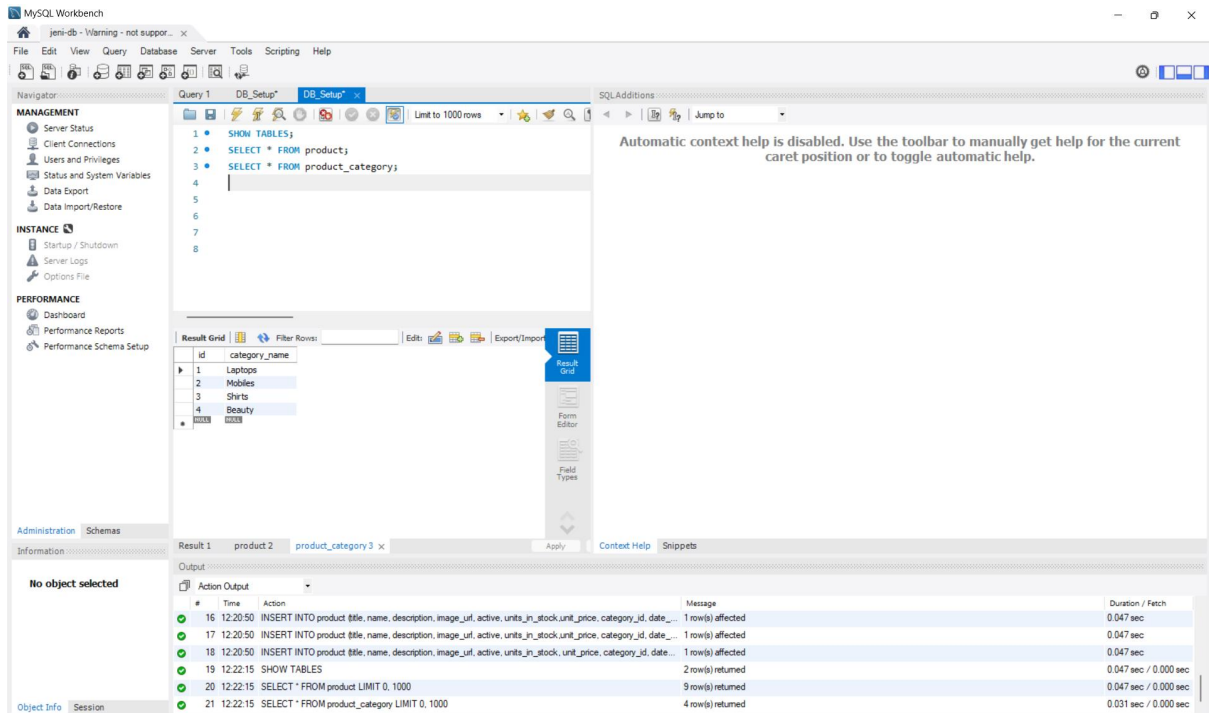 MySQL Workbench
jeni-db - Warning - not suppor... ×
File Edit View Query Database Server Tools Scripting Help
Navigator
MANAGEMENT
Server Status
Client Connections
Users and Privileges
Status and System Variables
Data Export
Data Import/Restore
INSTANCE
Startup / Shutdown
Server Logs
Options File
PERFORMANCE
Dashboard
Performance Reports
Performance Schema Setup
Administration Schemas
Information
No object selected
Object Info Session
Query 1 DB_Setup* DB_Setup* ×
Limit to 1000 rows
1 SHOW TABLES;
2 SELECT * FROM product;
3 SELECT * FROM product_category;
4
5
6
7
8
Result Grid Filter Rows: Edit: Export/Import
id category_name
1 Laptops
2 Mobiles
3 Shirts
4 Beauty
NULL NULL
Result
Grid
Form
Editor
Field
Types
Result 1 product 2 product_category 3 × Apply
SQLAdditions
Jump to
Automatic context help is disabled. Use the toolbar to manually get help for the current
caret position or to toggle automatic help.
Context Help Snippets
Output
Action Output
# Time Action Message Duration / Fetch
16 12:20:50 INSERT INTO product (title, name, description, image_url, active, units_in_stock,unit_price, category_id, date_... 1 row(s) affected 0.047 sec
17 12:20:50 INSERT INTO product (title, name, description, image_url, active, units_in_stock,unit_price, category_id, date_... 1 row(s) affected 0.047 sec
18 12:20:50 INSERT INTO product (title, name, description, image_url, active, units_in_stock, unit_price, category_id, date... 1 row(s) affected 0.047 sec
19 12:22:15 SHOW TABLES 2 row(s) returned 0.047 sec / 0.000 sec
20 12:22:15 SELECT * FROM product LIMIT 0, 1000 9 row(s) returned 0.047 sec / 0.000 sec
21 12:22:15 SELECT * FROM product_category LIMIT 0, 1000 4 row(s) returned 0.031 sec / 0.000 sec